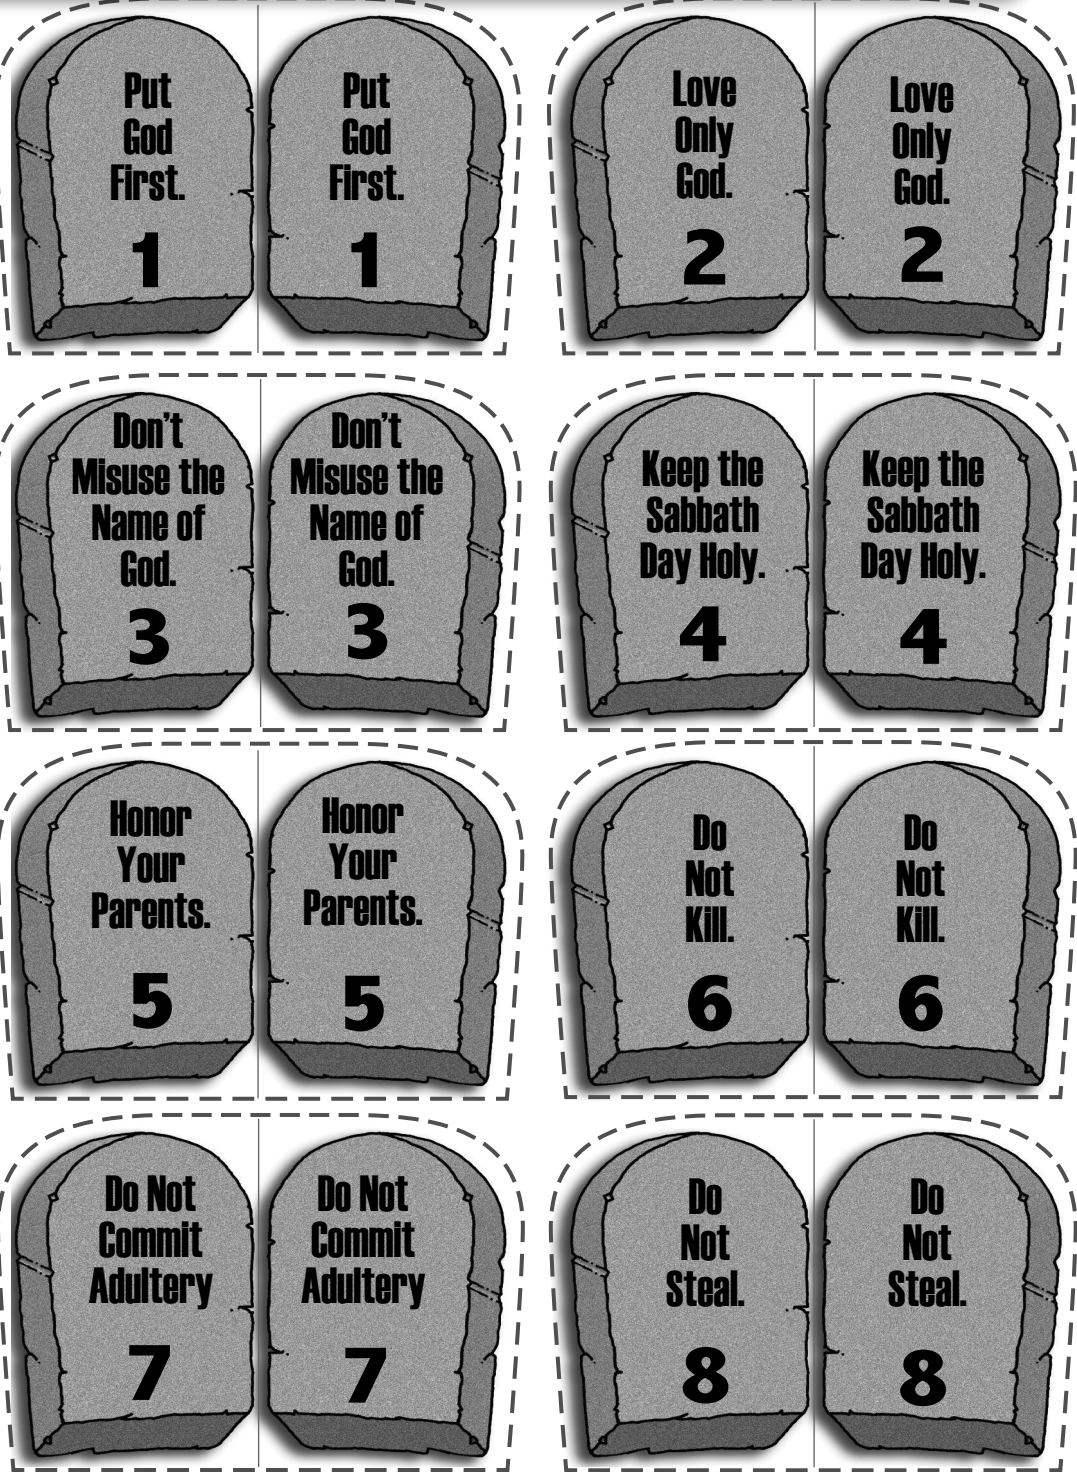 Put
God
First.
1
Put
God
First.
1
Love
Only
God.
2
Love
Only
God.
2
Don't
Misuse the
Name of
God.
3
Don't
Misuse the
Name of
God.
3
Keep the
Sabbath
Day Holy.
4
Keep the
Sabbath
Day Holy.
4
Honor
Your
Parents.
5
Honor
Your
Parents.
5
Do
Not
Kill.
6
Do
Not
Kill.
6
Do Not
Commit
Adultery
7
Do Not
Commit
Adultery
7
Do
Not
Steal.
8
Do
Not
Steal.
8